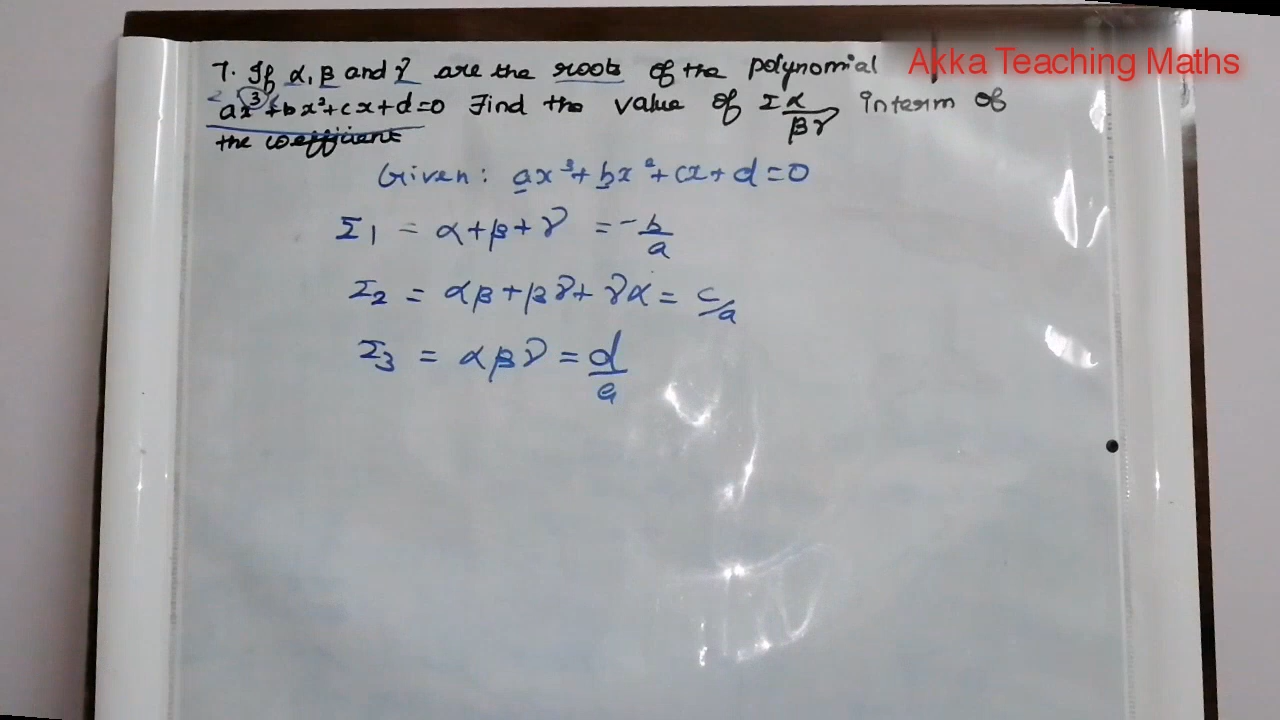 Akka Teaching Maths
7. If α, β and γ are the roots of the polynomial
ax³+bx²+cx+d=0 Find the value of Σ α/βγ interm of
the coefficient
Given: ax³+bx²+cx+d=0
Σ1 = α+β+γ = -b/a
Σ2 = αβ+βγ+γα = c/a
Σ3 = αβγ = d/a